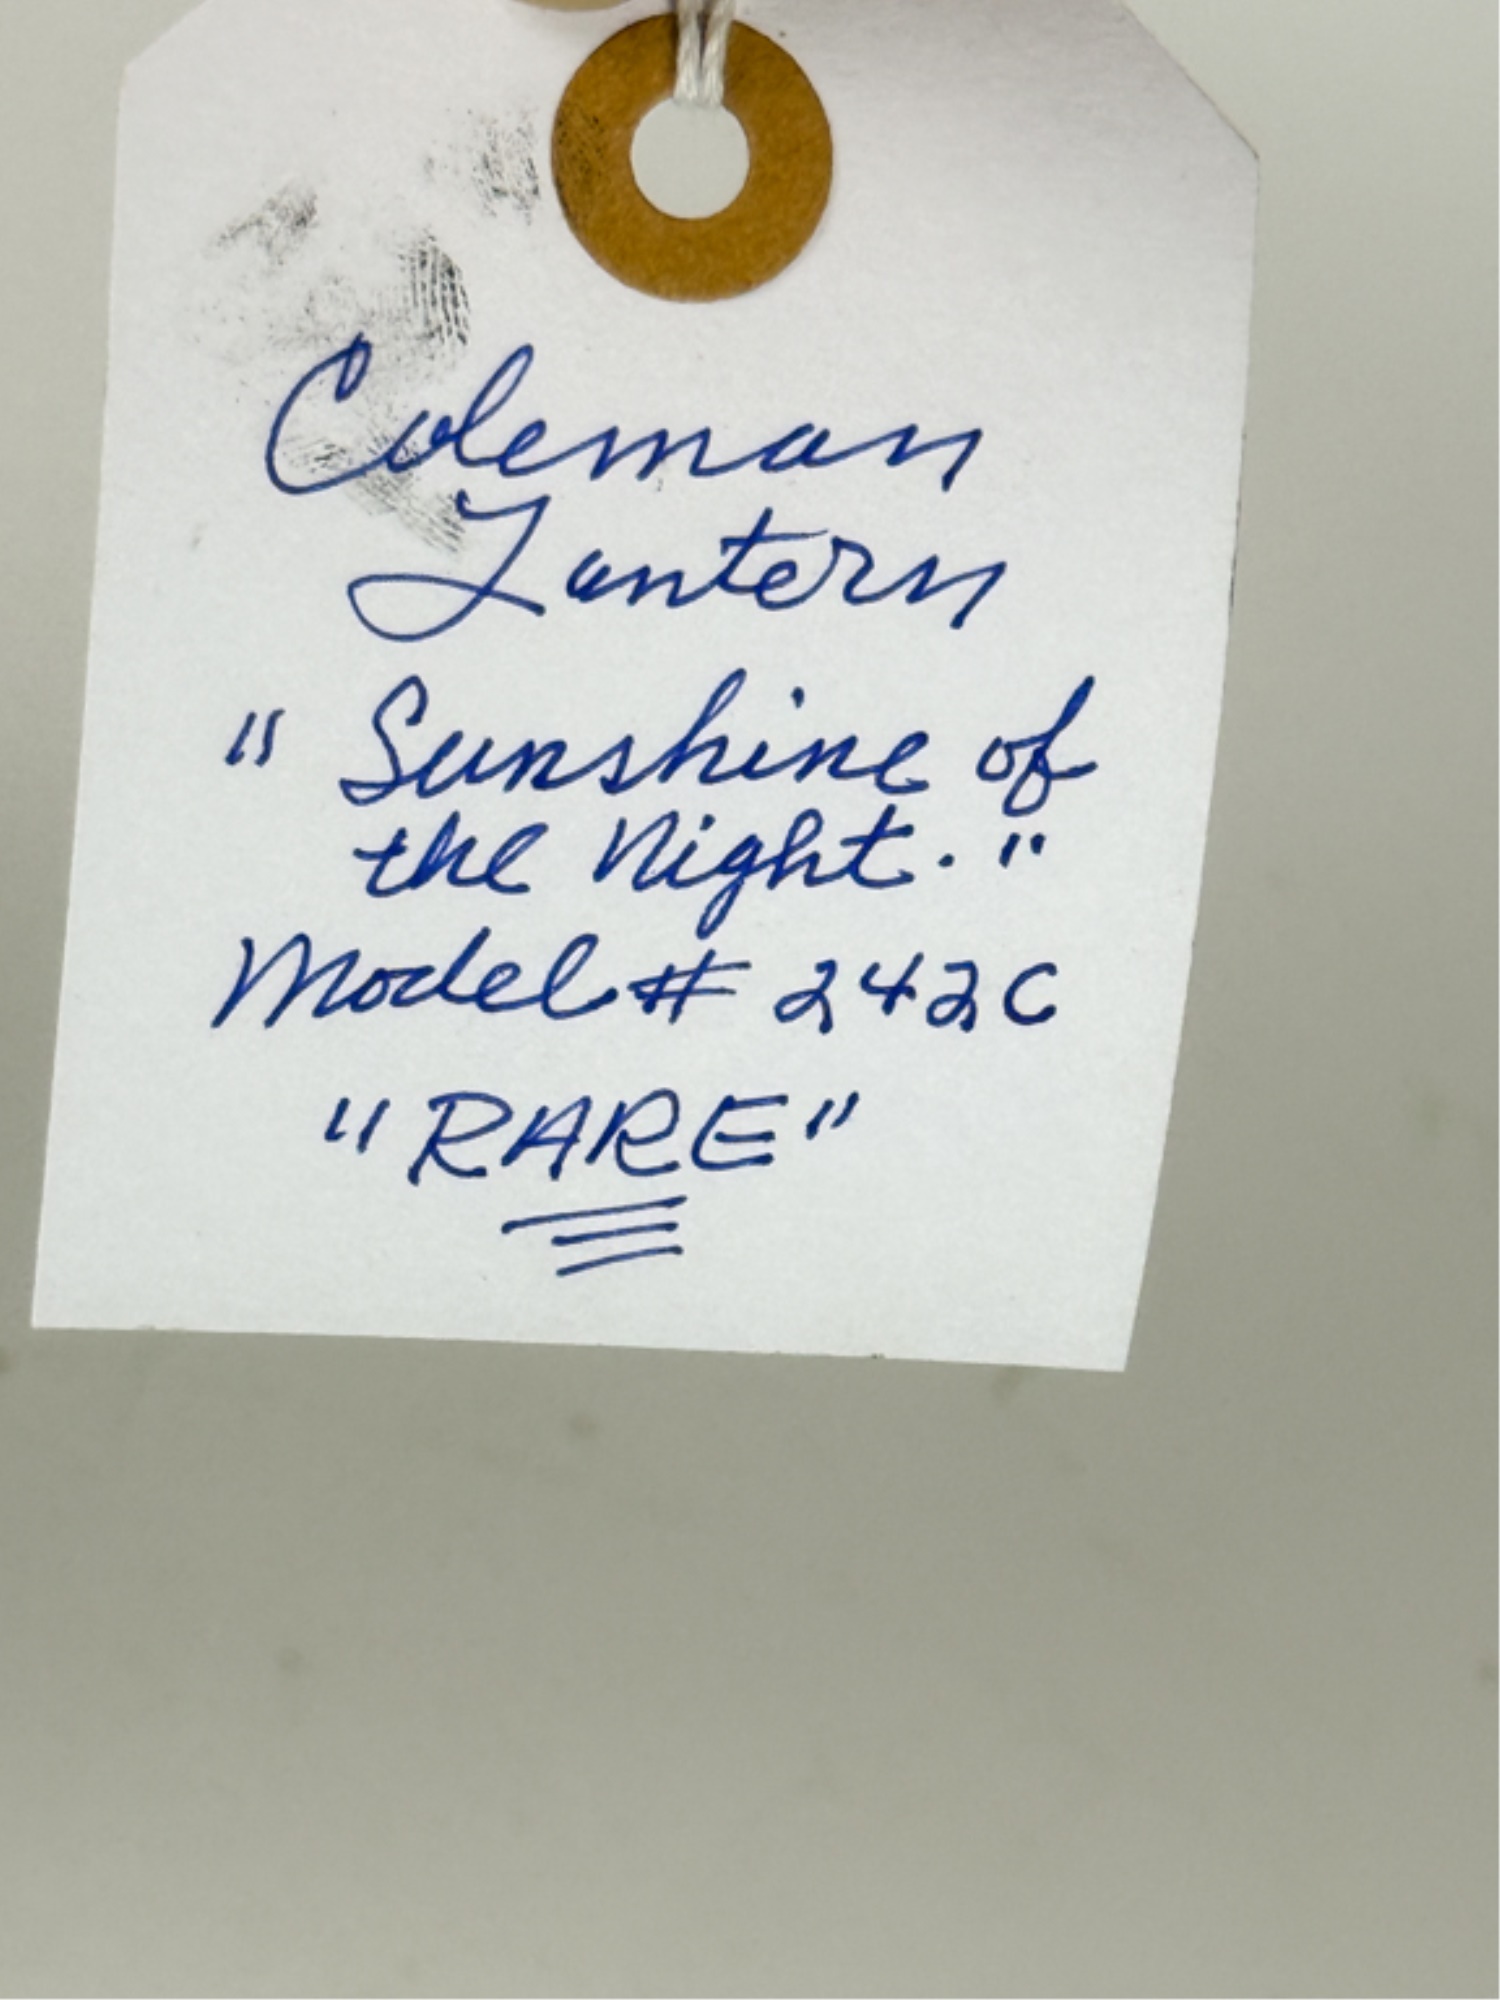 Coleman
Lantern
"Sunshine of
the Night."
Model # 242C
"RARE"